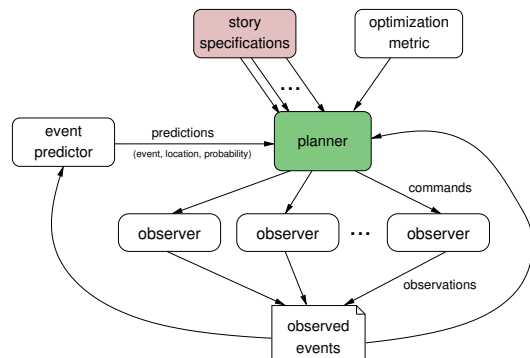 story
specifications
optimization
metric
...
event
predictor
predictions
(event, location, probability)
planner
commands
observer
observer
...
observer
observations
observed
events